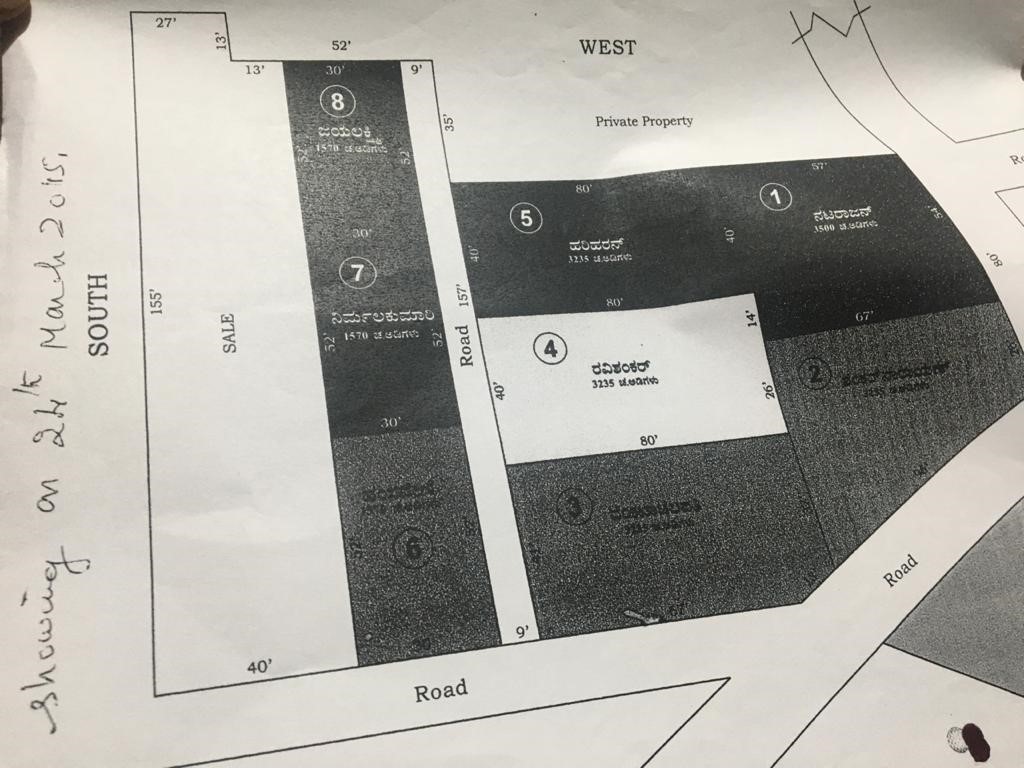 27'
13'
52'
WEST
13'
30'
9'
8
ಜಯಲಕ್ಷ್ಮಿ
1570 ಚ.ಅಡಿಗಳು
52'
52'
35'
Private Property
80'
57'
5
ಹರಿಹರನ್
3235 ಚ.ಅಡಿಗಳು
40'
40'
1
ನಟರಾಜನ್
3500 ಚ.ಅಡಿಗಳು
54'
80'
30'
7
ನಿರ್ಮಲಕುಮಾರಿ
1570 ಚ.ಅಡಿಗಳು
52'
52'
30'
157'
Road
SOUTH
155'
SALE
80'
14'
4
ರವಿಶಂಕರ್
3235 ಚ.ಅಡಿಗಳು
40'
26'
80'
67'
2
3
6
67'
40'
9'
Road
Road
showing on 24th March 2015.